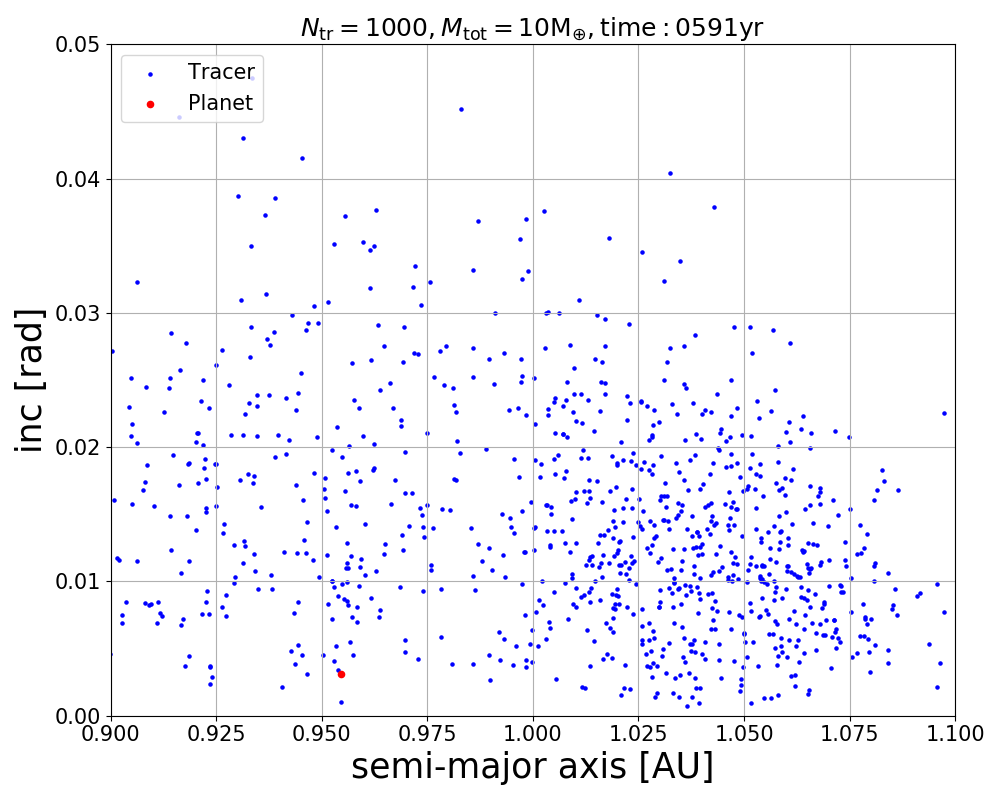 N_tr = 1000, M_tot = 10M_⊕, time : 0591yr
Tracer
Planet
inc [rad]
0.05
0.04
0.03
0.02
0.01
0.00
0.900 0.925 0.950 0.975 1.000 1.025 1.050 1.075 1.100
semi-major axis [AU]